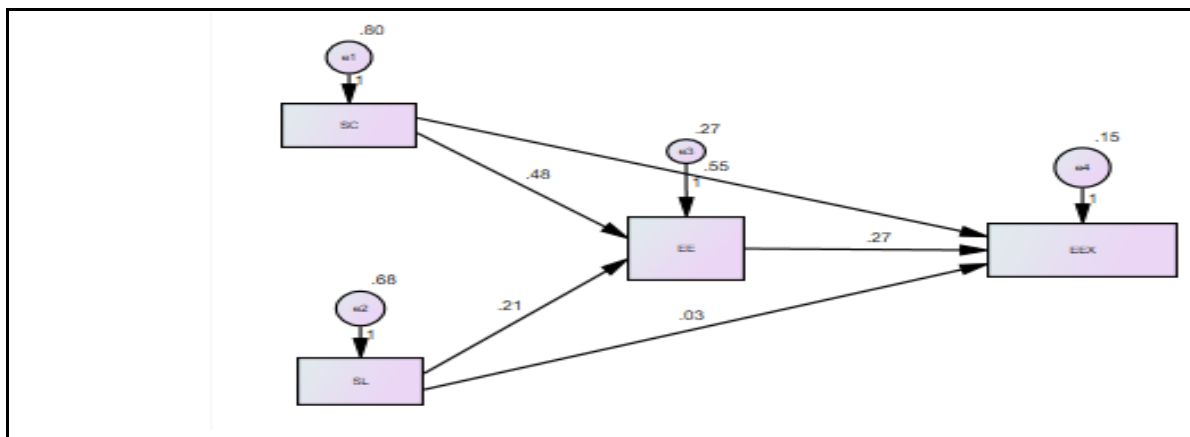 .80
e1
1
SC
.27
e3
.15
e4
.55
1
.48
1
EE
.27
EEX
.68
e2
.21
.03
1
SL